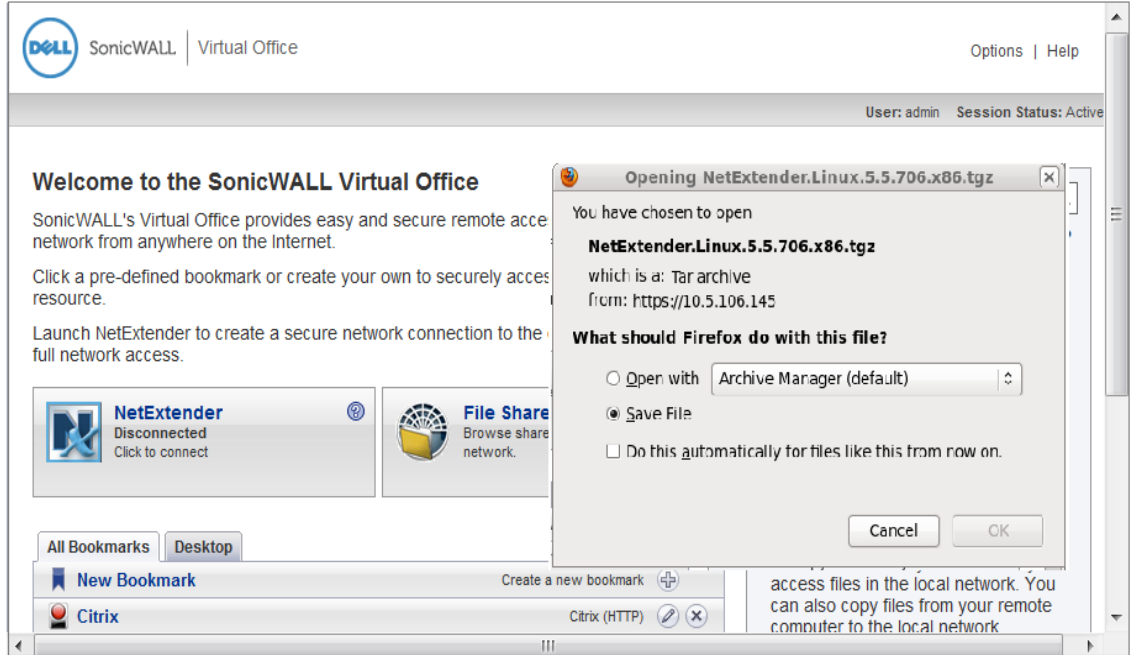 DELL SonicWALL | Virtual Office
Options | Help
User: admin Session Status: Active
Welcome to the SonicWALL Virtual Office
SonicWALL's Virtual Office provides easy and secure remote acce
network from anywhere on the Internet.
Click a pre-defined bookmark or create your own to securely acces
resource.
Launch NetExtender to create a secure network connection to the
full network access.
NetExtender
Disconnected
Click to connect
File Share
Browse share
network.
All Bookmarks
Desktop
New Bookmark
Create a new bookmark
Citrix
Citrix (HTTP)
Opening NetExtender.Linux.5.5.706.x86.tgz
You have chosen to open
NetExtender.Linux.5.5.706.x86.tgz
which is a: Tar archive
from: https://10.5.106.145
What should Firefox do with this file?
Open with
Archive Manager (default)
Save File
Do this automatically for files like this from now on.
Cancel
OK
access files in the local network. You
can also copy files from your remote
computer to the local network